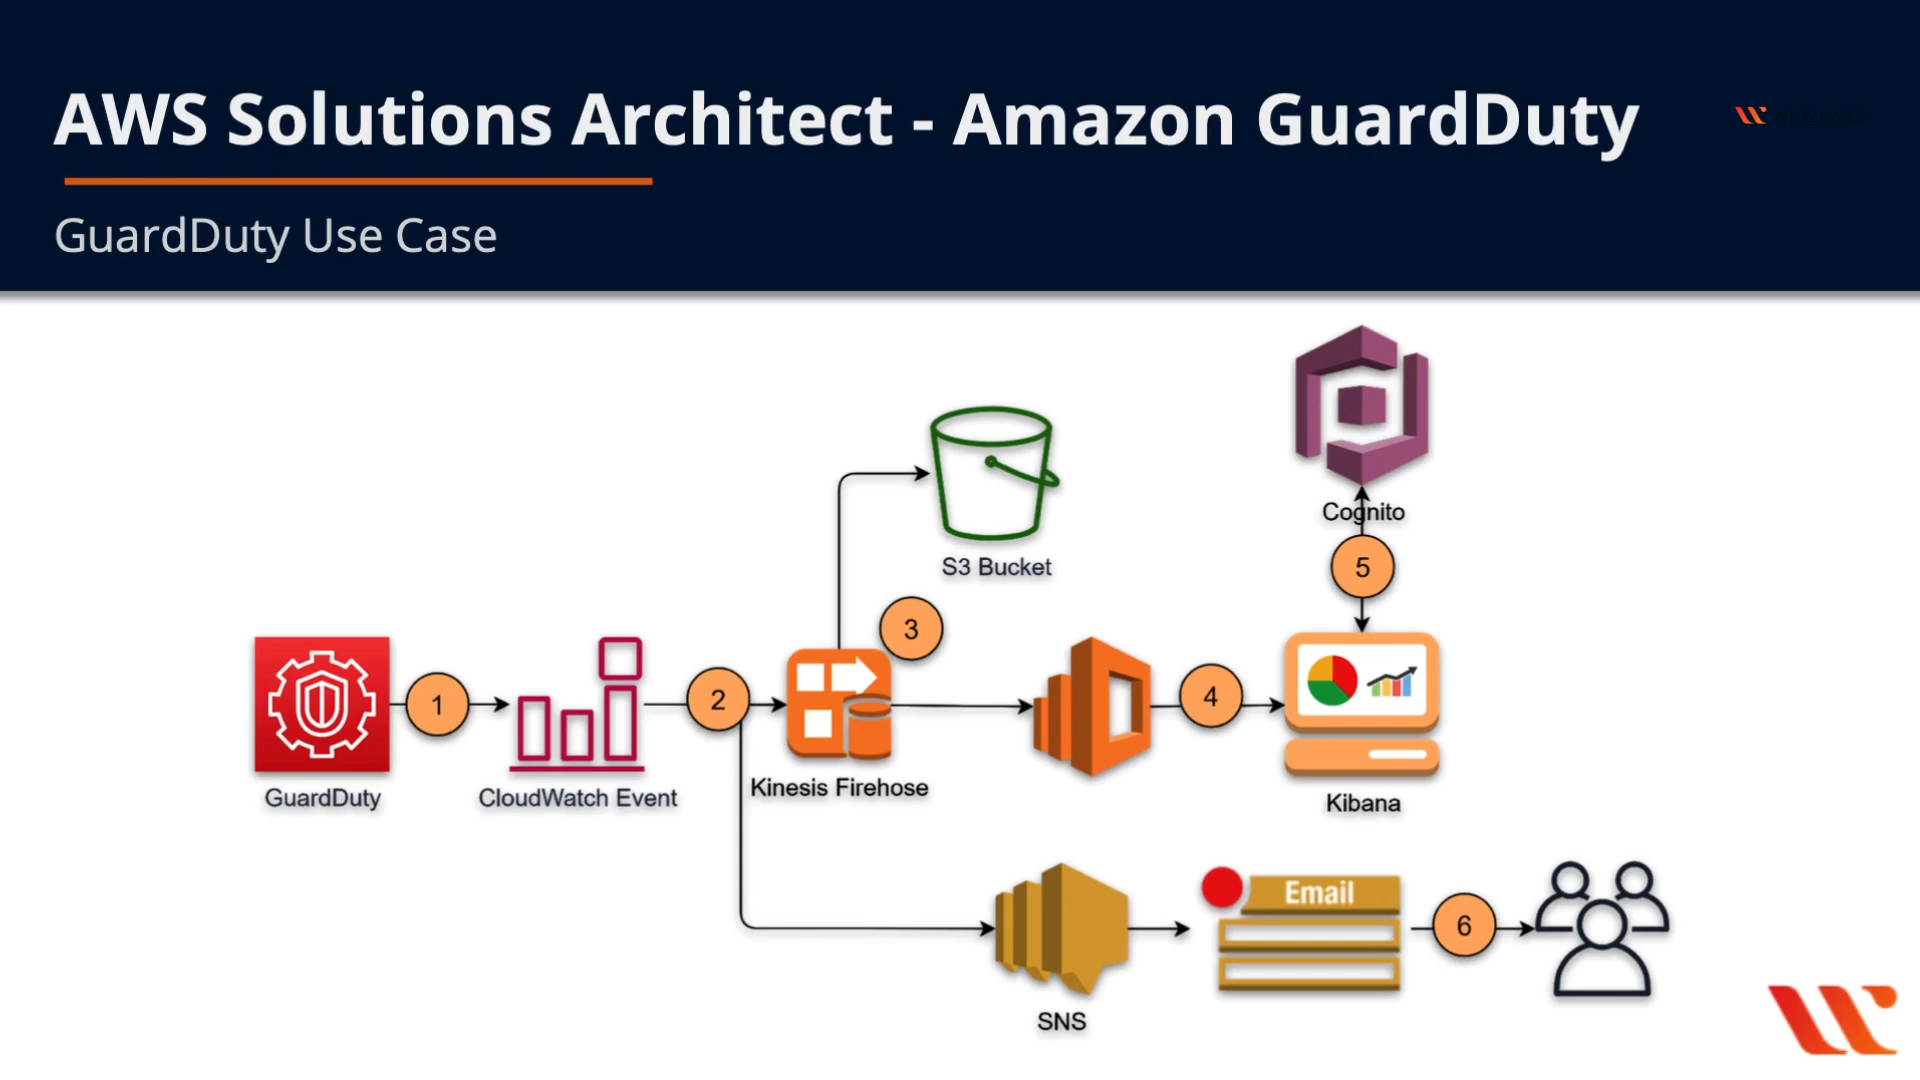 AWS Solutions Architect - Amazon GuardDuty
GuardDuty Use Case
Cognito
S3 Bucket
5
3
1
2
4
GuardDuty
CloudWatch Event
Kinesis Firehose
Kibana
Email
6
SNS